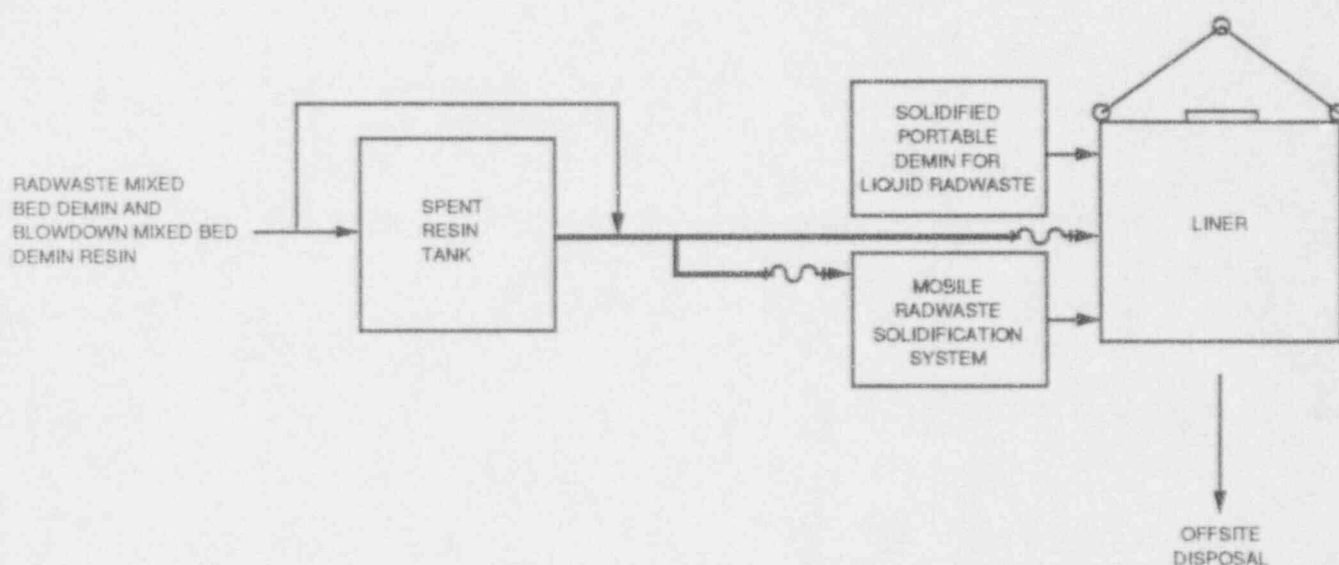 RADWASTE MIXED
BED DEMIN AND
BLOWDOWN MIXED BED
DEMIN RESIN
SPENT
RESIN
TANK
SOLIDIFIED
PORTABLE
DEMIN FOR
LIQUID RADWASTE
MOBILE
RADWASTE
SOLIDIFICATION
SYSTEM
LINER
OFFSITE
DISPOSAL